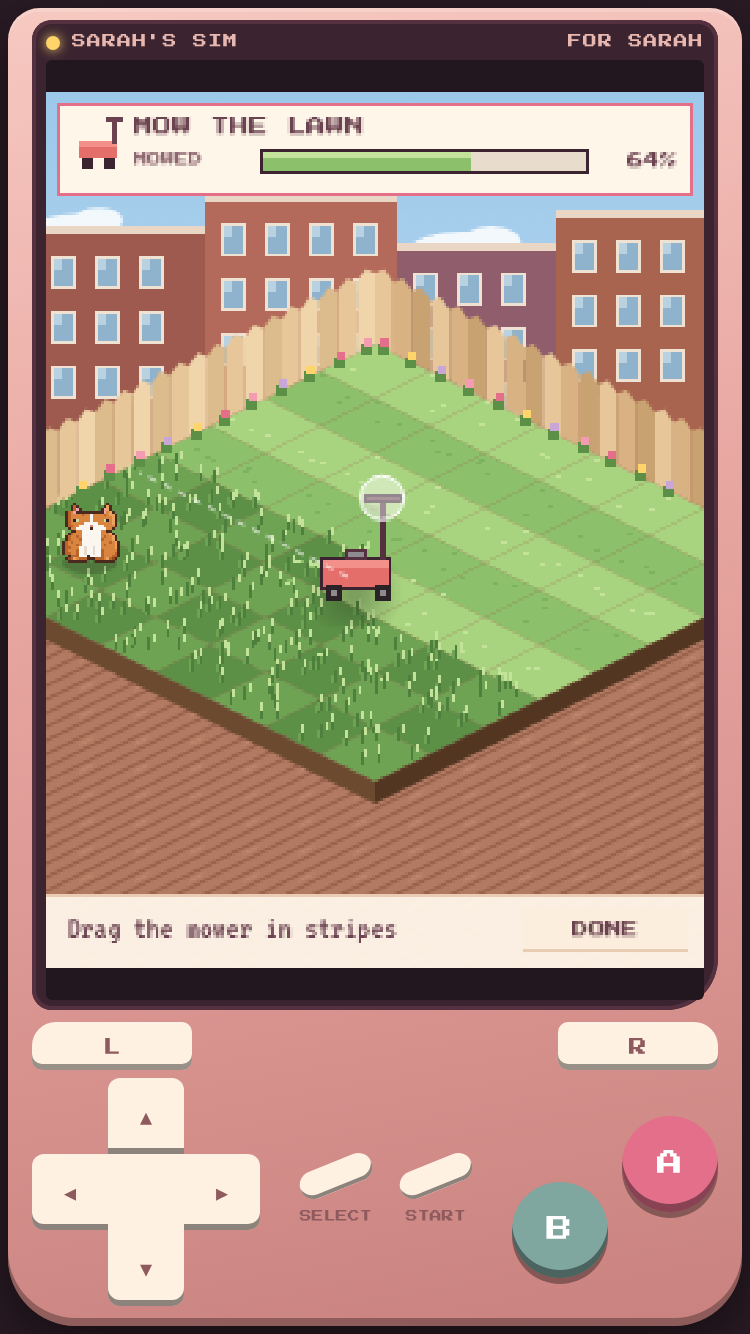 SARAH'S SIM
FOR SARAH
MOW THE LAWN
MOWED
64%
Drag the mower in stripes
DONE
L
R
▲
◄
►
▼
SELECT
START
A
B